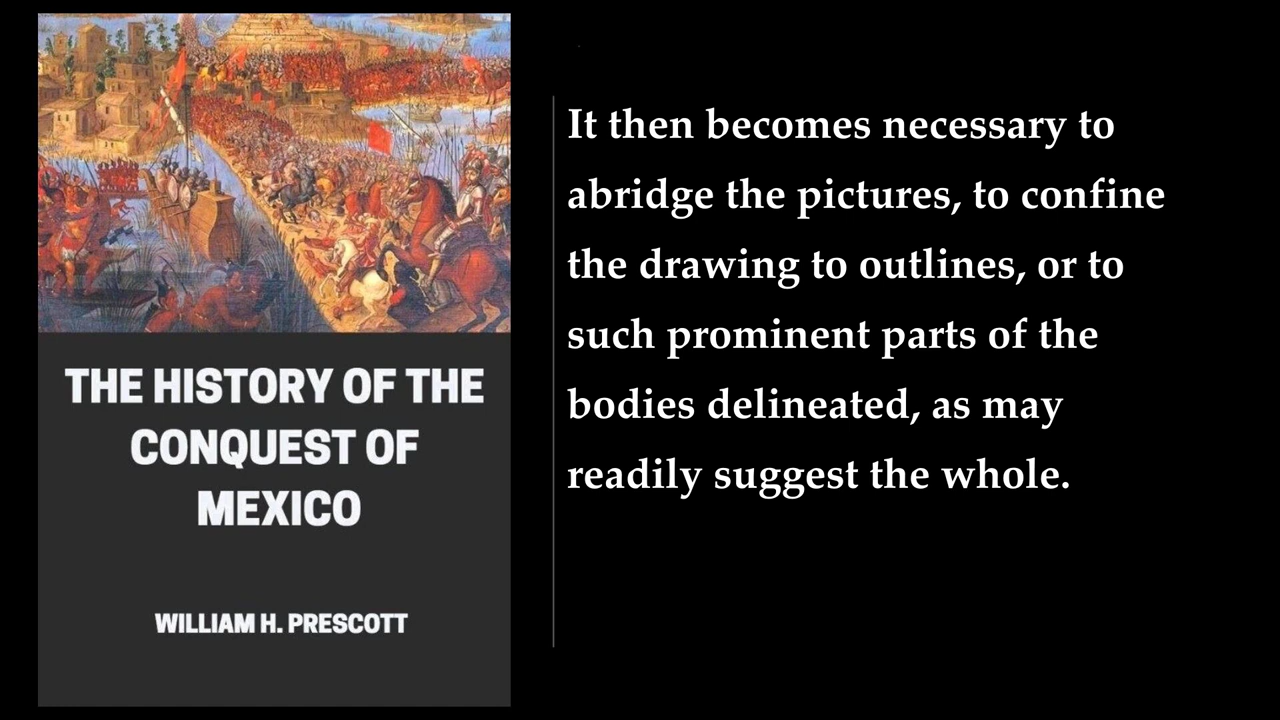 THE HISTORY OF THE
CONQUEST OF
MEXICO
WILLIAM H. PRESCOTT
It then becomes necessary to
abridge the pictures, to confine
the drawing to outlines, or to
such prominent parts of the
bodies delineated, as may
readily suggest the whole.